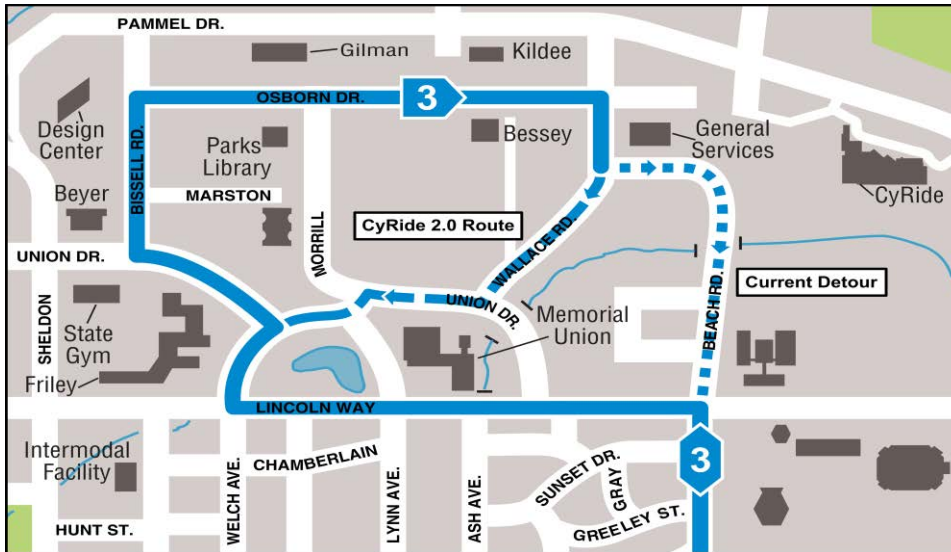 PAMMEL DR.
Gilman
Kildee
OSBORN DR.
3
Design
Center
BISSELL RD.
Parks
Library
Bessey
General
Services
CyRide
Beyer
MARSTON
MORRILL
CyRide 2.0 Route
WALLACE RD.
UNION DR.
SHELDON
UNION DR.
Memorial
Union
BEACH RD.
Current Detour
State
Gym
Friley
LINCOLN WAY
3
Intermodal
Facility
WELCH AVE.
CHAMBERLAIN
LYNN AVE.
ASH AVE.
SUNSET DR.
GRAY
GREELEY ST.
HUNT ST.